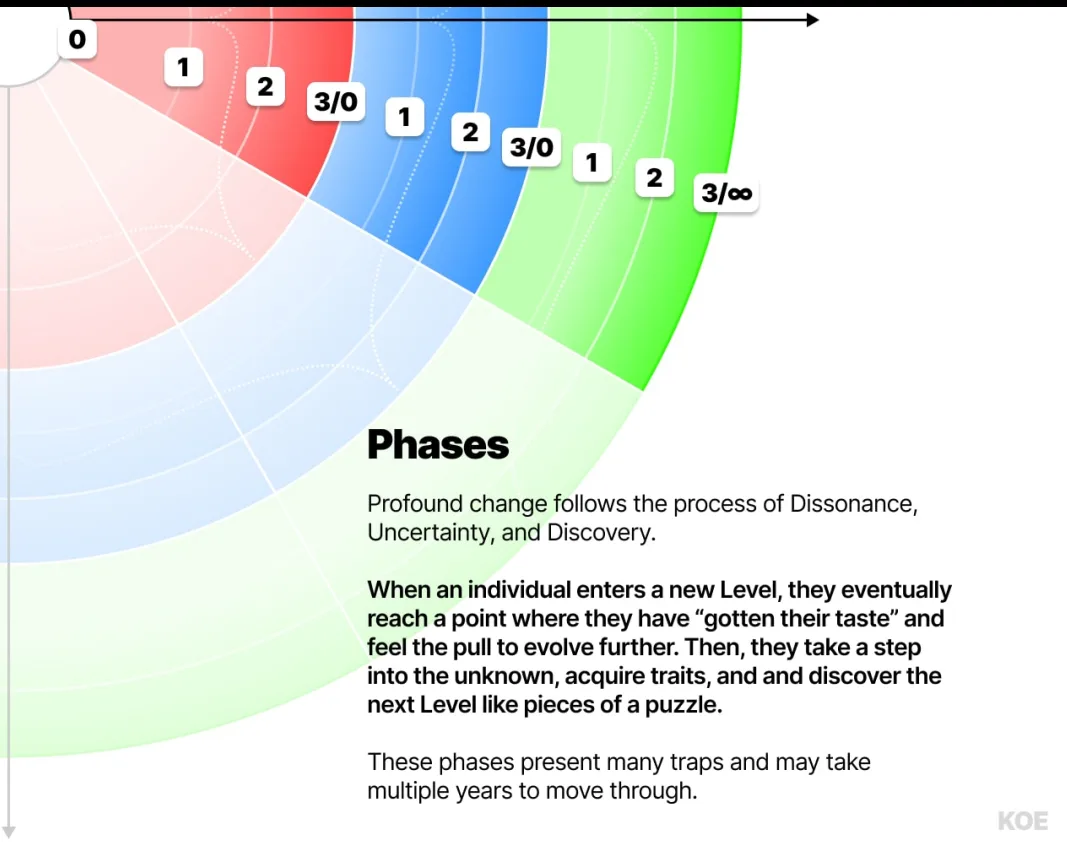 0
1
2
3/0
1
2
3/0
1
2
3/∞
Phases
Profound change follows the process of Dissonance,
Uncertainty, and Discovery.
When an individual enters a new Level, they eventually
reach a point where they have “gotten their taste” and
feel the pull to evolve further. Then, they take a step
into the unknown, acquire traits, and and discover the
next Level like pieces of a puzzle.
These phases present many traps and may take
multiple years to move through.
KOE